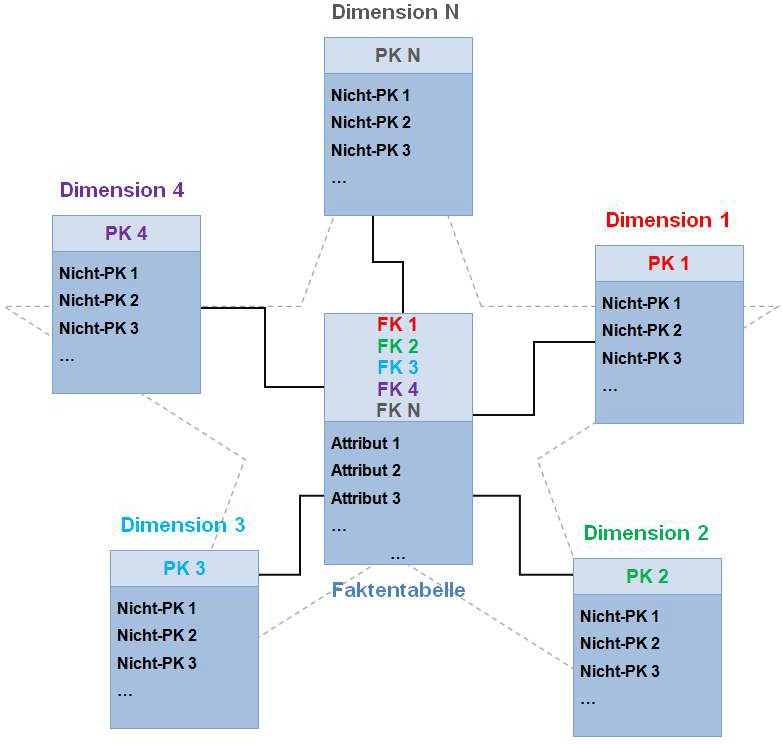 Dimension N
PK N
Nicht-PK 1
Nicht-PK 2
Nicht-PK 3
...
Dimension 4
PK 4
Nicht-PK 1
Nicht-PK 2
Nicht-PK 3
...
Dimension 1
PK 1
Nicht-PK 1
Nicht-PK 2
Nicht-PK 3
...
FK 1
FK 2
FK 3
FK 4
FK N
Attribut 1
Attribut 2
Attribut 3
...
...
Faktentabelle
Dimension 3
PK 3
Nicht-PK 1
Nicht-PK 2
Nicht-PK 3
...
Dimension 2
PK 2
Nicht-PK 1
Nicht-PK 2
Nicht-PK 3
...